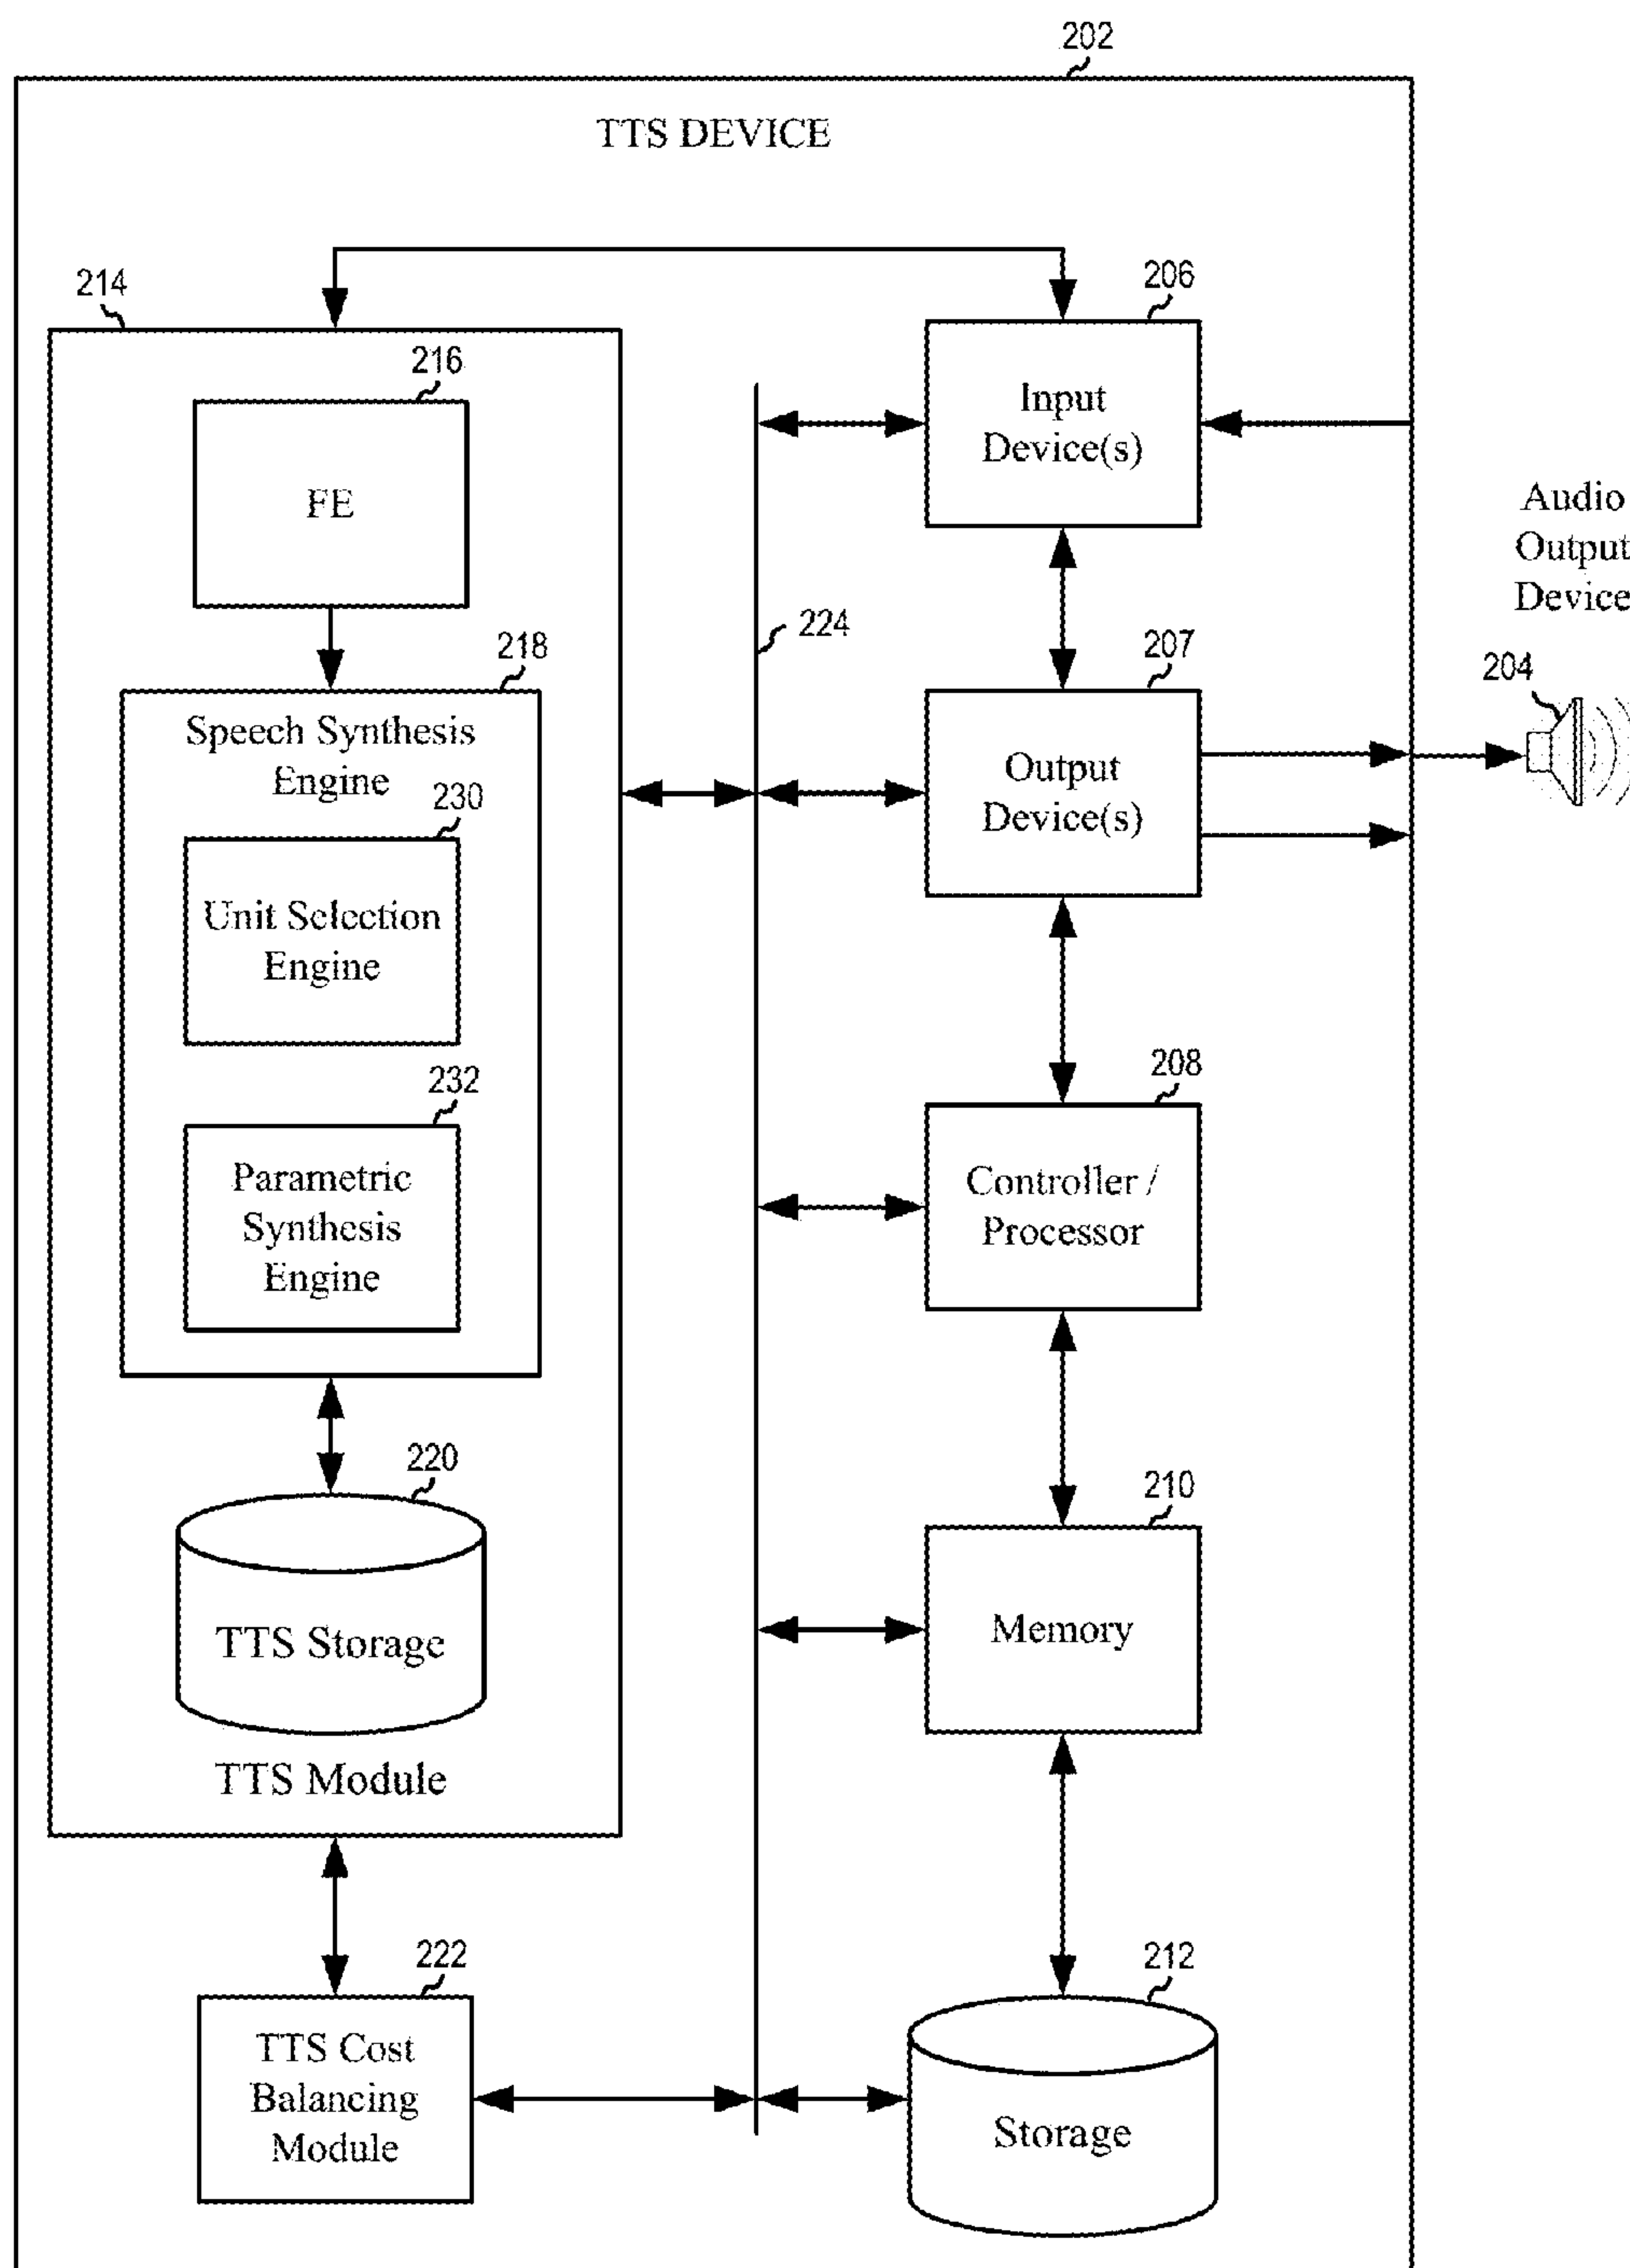 202
TTS DEVICE
214
206
216
Input
Device(s)
FE
Audio
Output
Device
224
218
207
204
Speech Synthesis
Engine
Output
Device(s)
230
Unit Selection
Engine
208
232
Controller /
Processor
Parametric
Synthesis
Engine
220
210
Memory
TTS Storage
TTS Module
222
212
TTS Cost
Balancing
Module
Storage